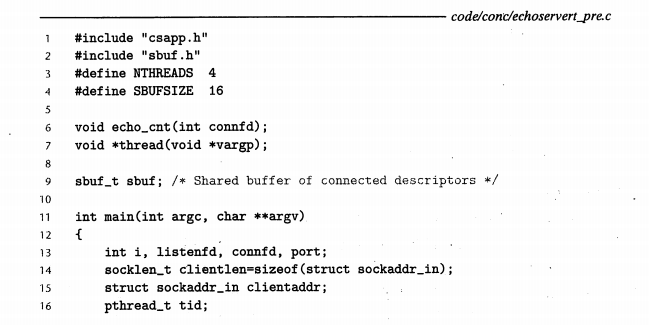 code/conc/echoservert_pre.c
1 #include "csapp.h"
2 #include "sbuf.h"
3 #define NTHREADS 4
4 #define SBUFSIZE 16
5
6 void echo_cnt(int connfd);
7 void *thread(void *vargp);
8
9 sbuf_t sbuf; /* Shared buffer of connected descriptors */
10
11 int main(int argc, char **argv)
12 {
13 int i, listenfd, connfd, port;
14 socklen_t clientlen=sizeof(struct sockaddr_in);
15 struct sockaddr_in clientaddr;
16 pthread_t tid;